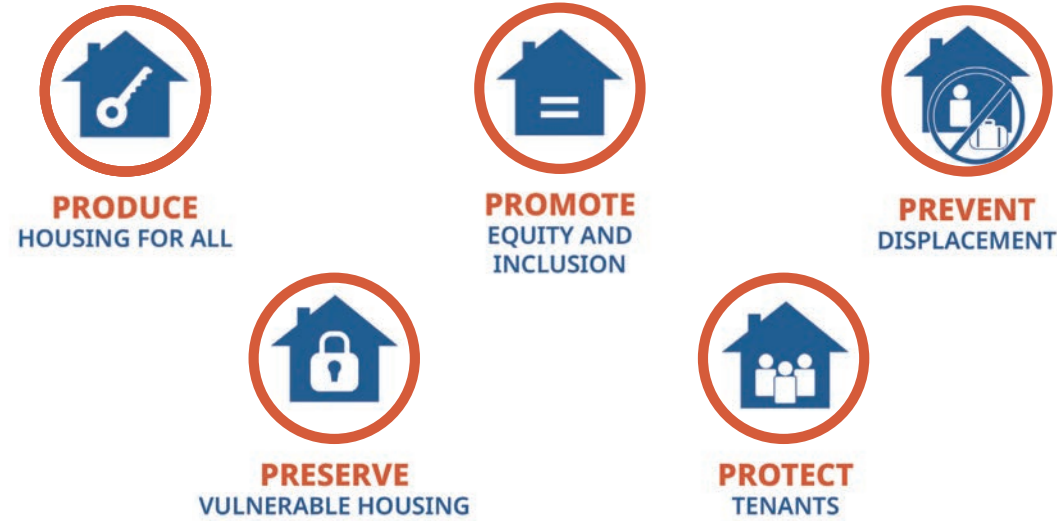 PRODUCE
HOUSING FOR ALL
PROMOTE
EQUITY AND
INCLUSION
PREVENT
DISPLACEMENT
PRESERVE
VULNERABLE HOUSING
PROTECT
TENANTS